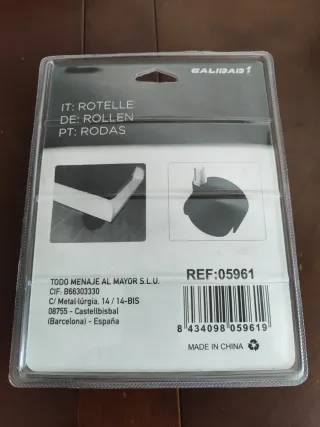 CALIDAD 1
IT: ROTELLE
DE: ROLLEN
PT: RODAS
TODO MENAJE AL MAYOR S.L.U.
CIF. B66303330
C/ Metal·lúrgia, 14 / 14-BIS
08755 - Castellbisbal
(Barcelona) - España
REF:05961
8 434098 059619
MADE IN CHINA